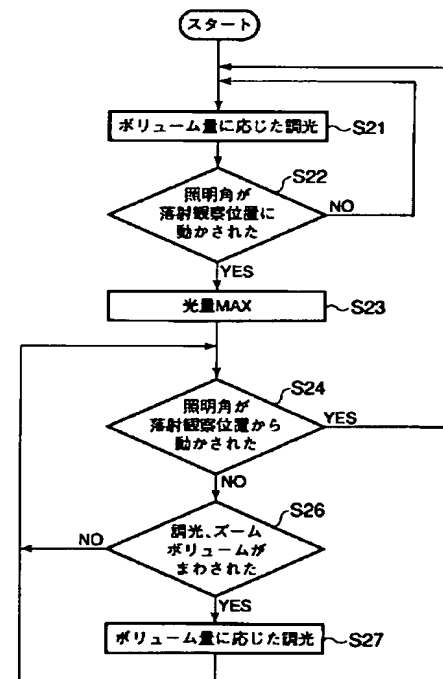 スタート
ボリューム量に応じた調光
S21
S22
照明角が
落射観察位置に
動かされた
NO
YES
光量MAX
S23
S24
照明角が
落射観察位置から
動かされた
YES
NO
S26
調光、ズーム
ボリュームが
まわされた
NO
YES
ボリューム量に応じた調光
S27